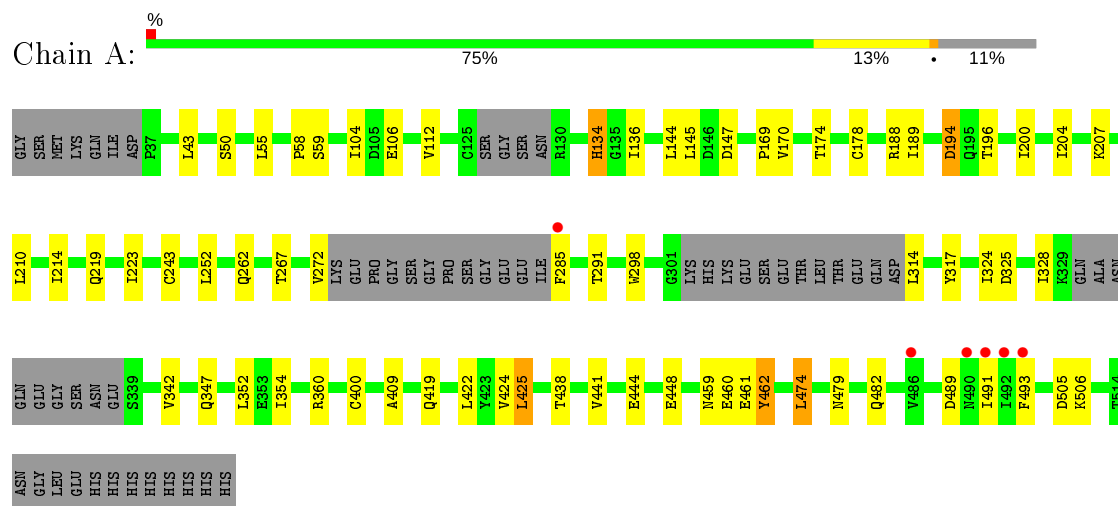 %
Chain A:
75% 13% • 11%
GLY SER MET LYS GLN ILE ASP P37 L43 S50 L55 P58 S59 I104 D105 E106 V112 C125 SER GLY SER ASN R130 H134 G135 I136 L144 L145 D146 D147 P169 V170 T174 C178 R188 I189 D194 Q195 T196 I200 I204 K207
L210 I214 Q219 I223 C243 L252 Q262 T267 V272 LYS GLU PRO GLY SER GLY PRO SER GLY GLU GLU ILE F285 T291 W298 G301 LYS HIS LYS GLU SER GLU THR LEU THR GLU GLN ASP L314 Y317 I324 D325 I328 K329 GLN ALA ASN
GLN GLU GLY SER ASN GLU S339 V342 Q347 L352 E353 I354 R360 C400 A409 Q419 L422 Y423 V424 L425 T438 V441 E444 E448 N459 E460 E461 Y462 L474 N479 Q482 V486 D489 N490 I491 I492 F493 D505 K506 T514
ASN GLY LEU GLU HIS HIS HIS HIS HIS HIS HIS HIS